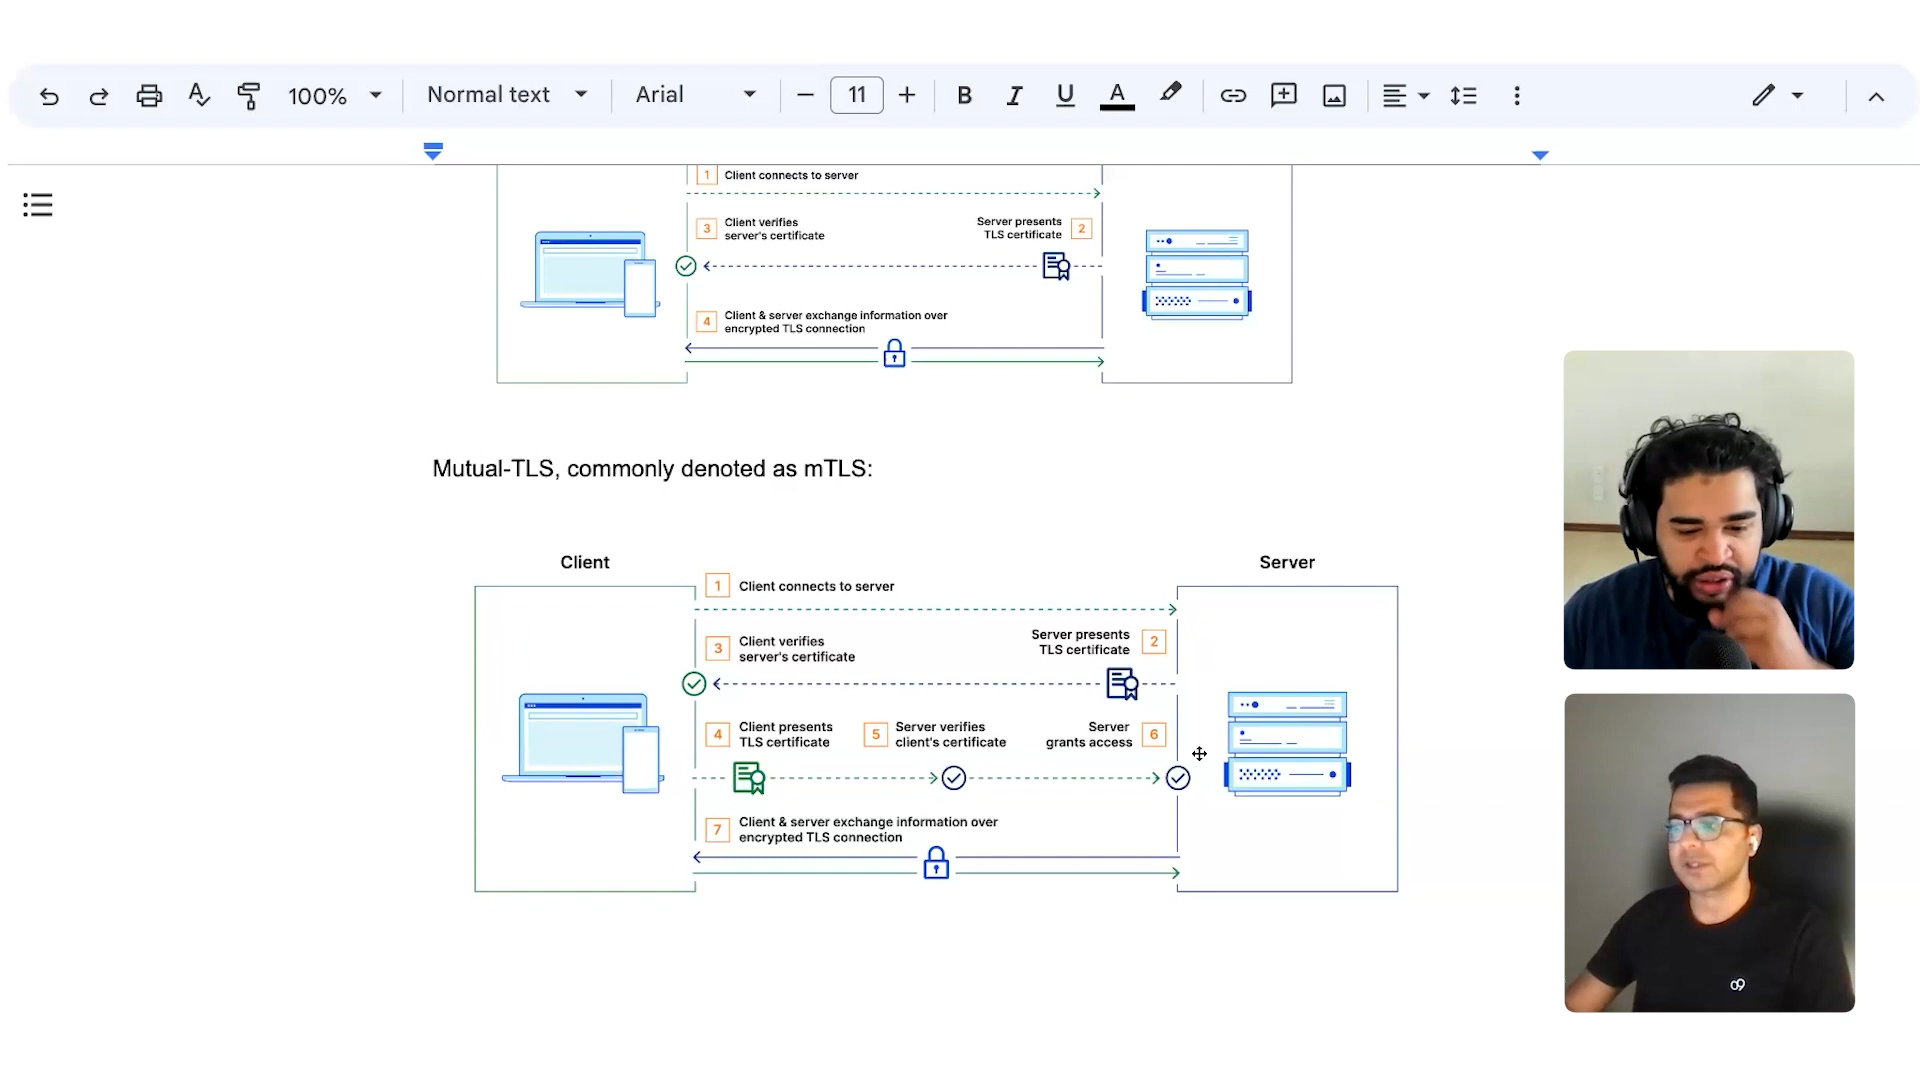 100%
Normal text
Arial
11
B
I
U
A
1 Client connects to server
3 Client verifies
server's certificate
Server presents 2
TLS certificate
4 Client & server exchange information over
encrypted TLS connection
Mutual-TLS, commonly denoted as mTLS:
Client
Server
1 Client connects to server
3 Client verifies
server's certificate
Server presents 2
TLS certificate
4 Client presents
TLS certificate
5 Server verifies
client's certificate
Server 6
grants access
7 Client & server exchange information over
encrypted TLS connection
o9